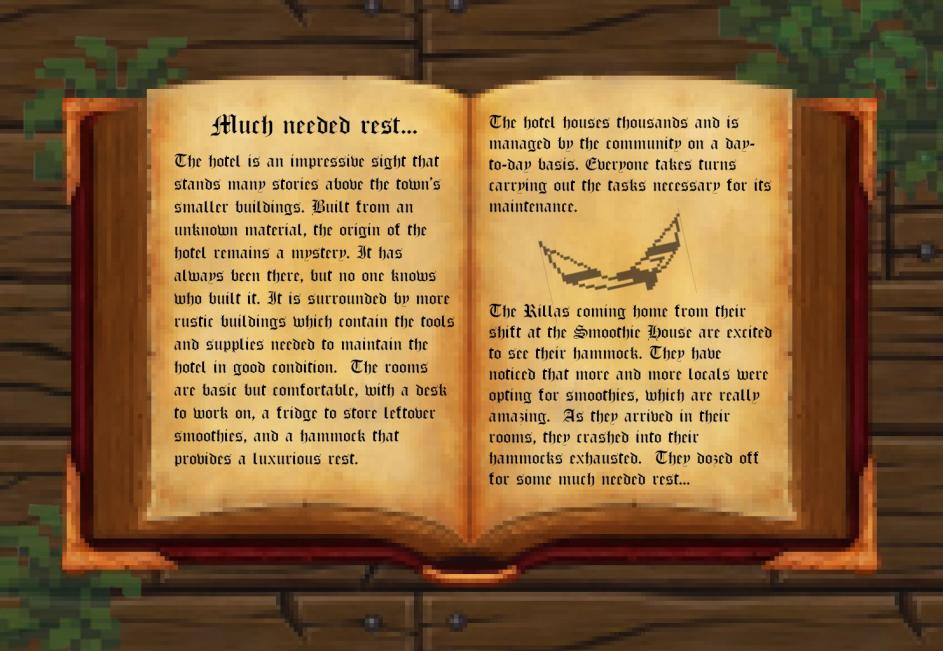 Much needed rest...
The hotel is an impressive sight that
stands many stories above the town's
smaller buildings. Built from an
unknown material, the origin of the
hotel remains a mystery. It has
always been there, but no one knows
who built it. It is surrounded by more
rustic buildings which contain the tools
and supplies needed to maintain the
hotel in good condition. The rooms
are basic but comfortable, with a desk
to work on, a fridge to store leftover
smoothies, and a hammock that
provides a luxurious rest.
The hotel houses thousands and is
managed by the community on a day-
to-day basis. Everyone takes turns
carrying out the tasks necessary for its
maintenance.
The Rillas coming home from their
shift at the Smoothie House are excited
to see their hammock. They have
noticed that more and more locals were
opting for smoothies, which are really
amazing. As they arrived in their
rooms, they crashed into their
hammocks exhausted. They dozed off
for some much needed rest...